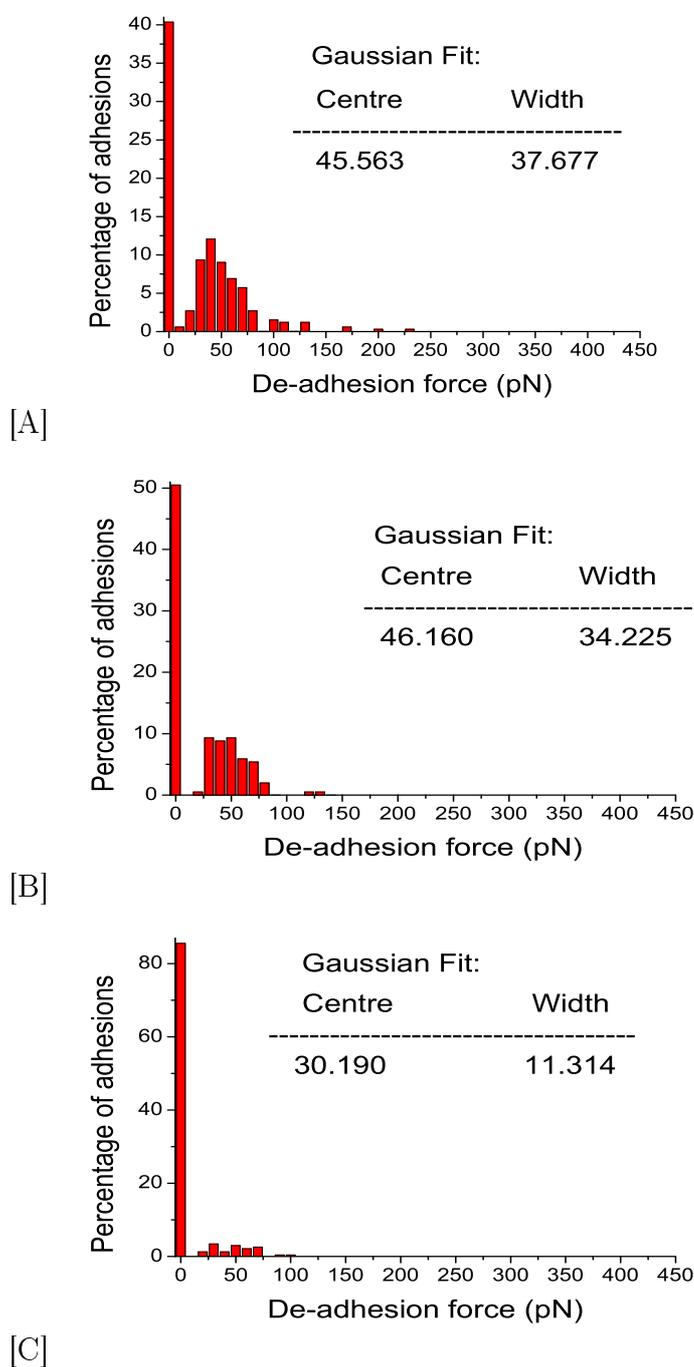 Percentage of adhesions
40
35
30
25
20
15
10
5
0
Gaussian Fit:
Centre Width
--------------------------------------------
45.563 37.677
0 50 100 150 200 250 300 350 400 450
De-adhesion force (pN)
[A]
Percentage of adhesions
50
40
30
20
10
0
Gaussian Fit:
Centre Width
--------------------------------------------
46.160 34.225
0 50 100 150 200 250 300 350 400 450
De-adhesion force (pN)
[B]
Percentage of adhesions
80
60
40
20
0
Gaussian Fit:
Centre Width
--------------------------------------------
30.190 11.314
0 50 100 150 200 250 300 350 400 450
De-adhesion force (pN)
[C]